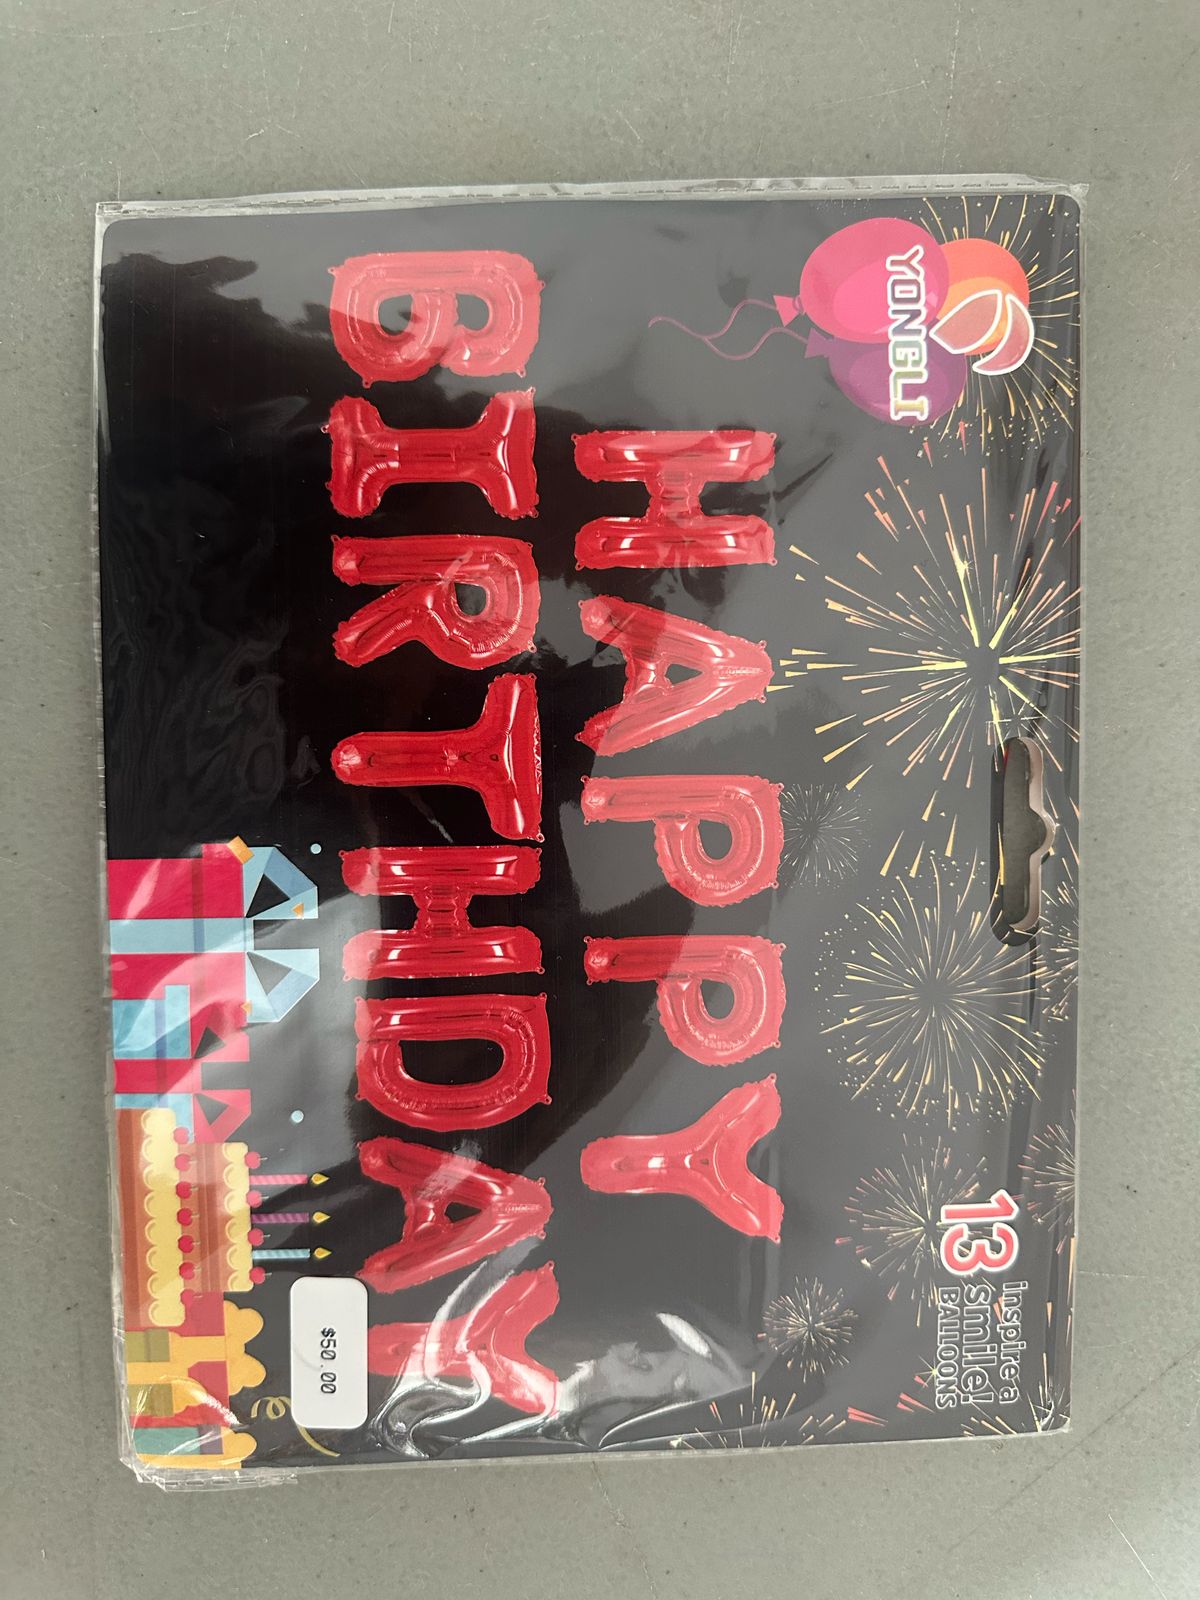 YONGLI
13
inspire a
smile!
BALLOONS
HAPPY
BIRTHDAY
$50.00